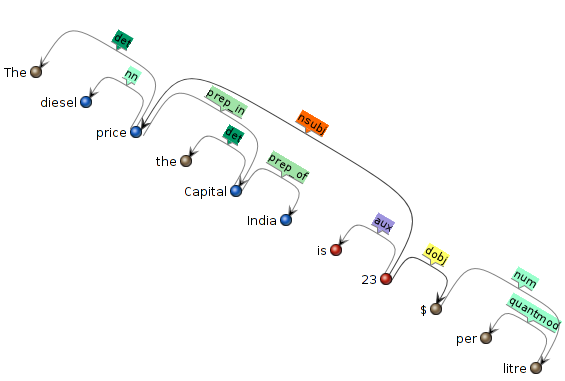 det
The
nn
diesel
prep_in
nsubj
price
det
the
prep_of
Capital
India
aux
is
dobj
23
num
$
quantmod
per
litre